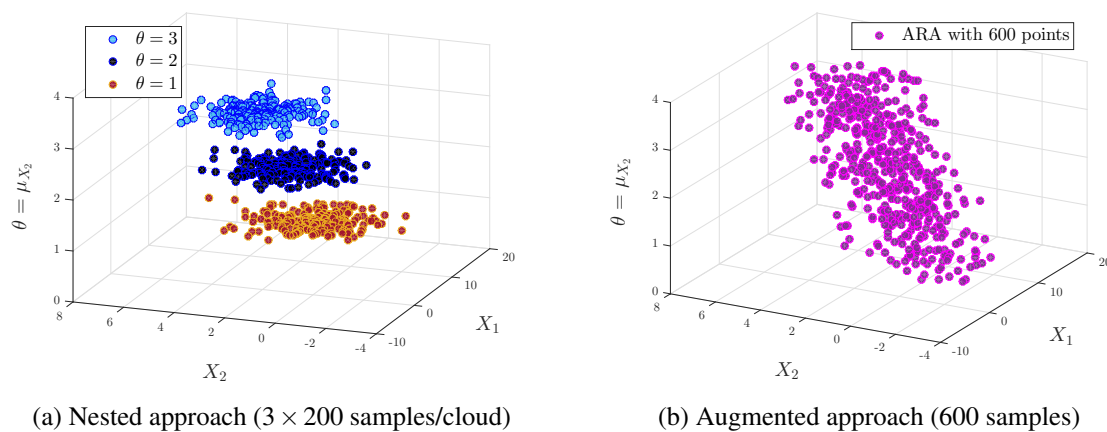 θ = 3
θ = 2
θ = 1
4
3
2
1
0
θ = μ_{X_2}
8
6
4
2
0
-2
-4
X_2
-10
0
10
20
X_1
(a) Nested approach (3 × 200 samples/cloud)
ARA with 600 points
4
3
2
1
0
θ = μ_{X_2}
8
6
4
2
0
-2
-4
X_2
-10
0
10
20
X_1
(b) Augmented approach (600 samples)